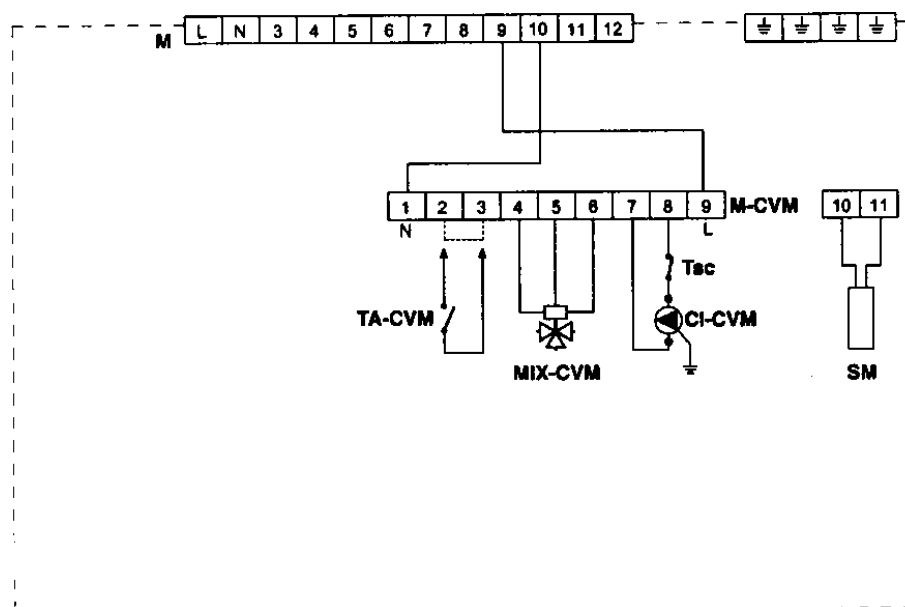 M L N 3 4 5 6 7 8 9 10 11 12
1 2 3 4 5 6 7 8 9 M-CVM 10 11
N L
Tsc
TA-CVM CI-CVM
MIX-CVM SM